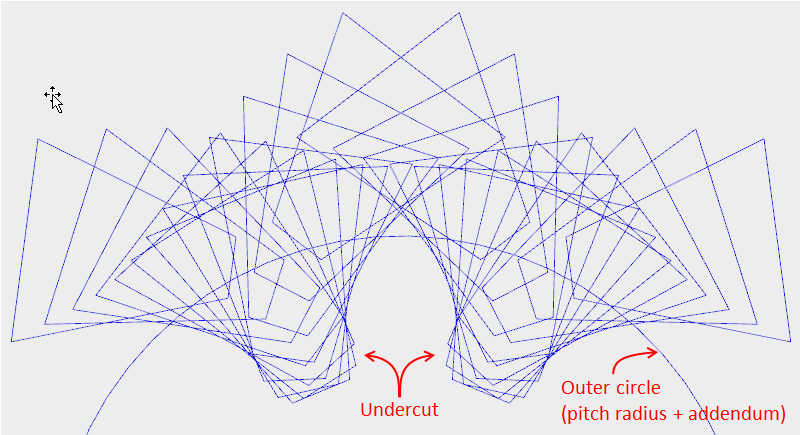 Undercut
Outer circle
(pitch radius + addendum)